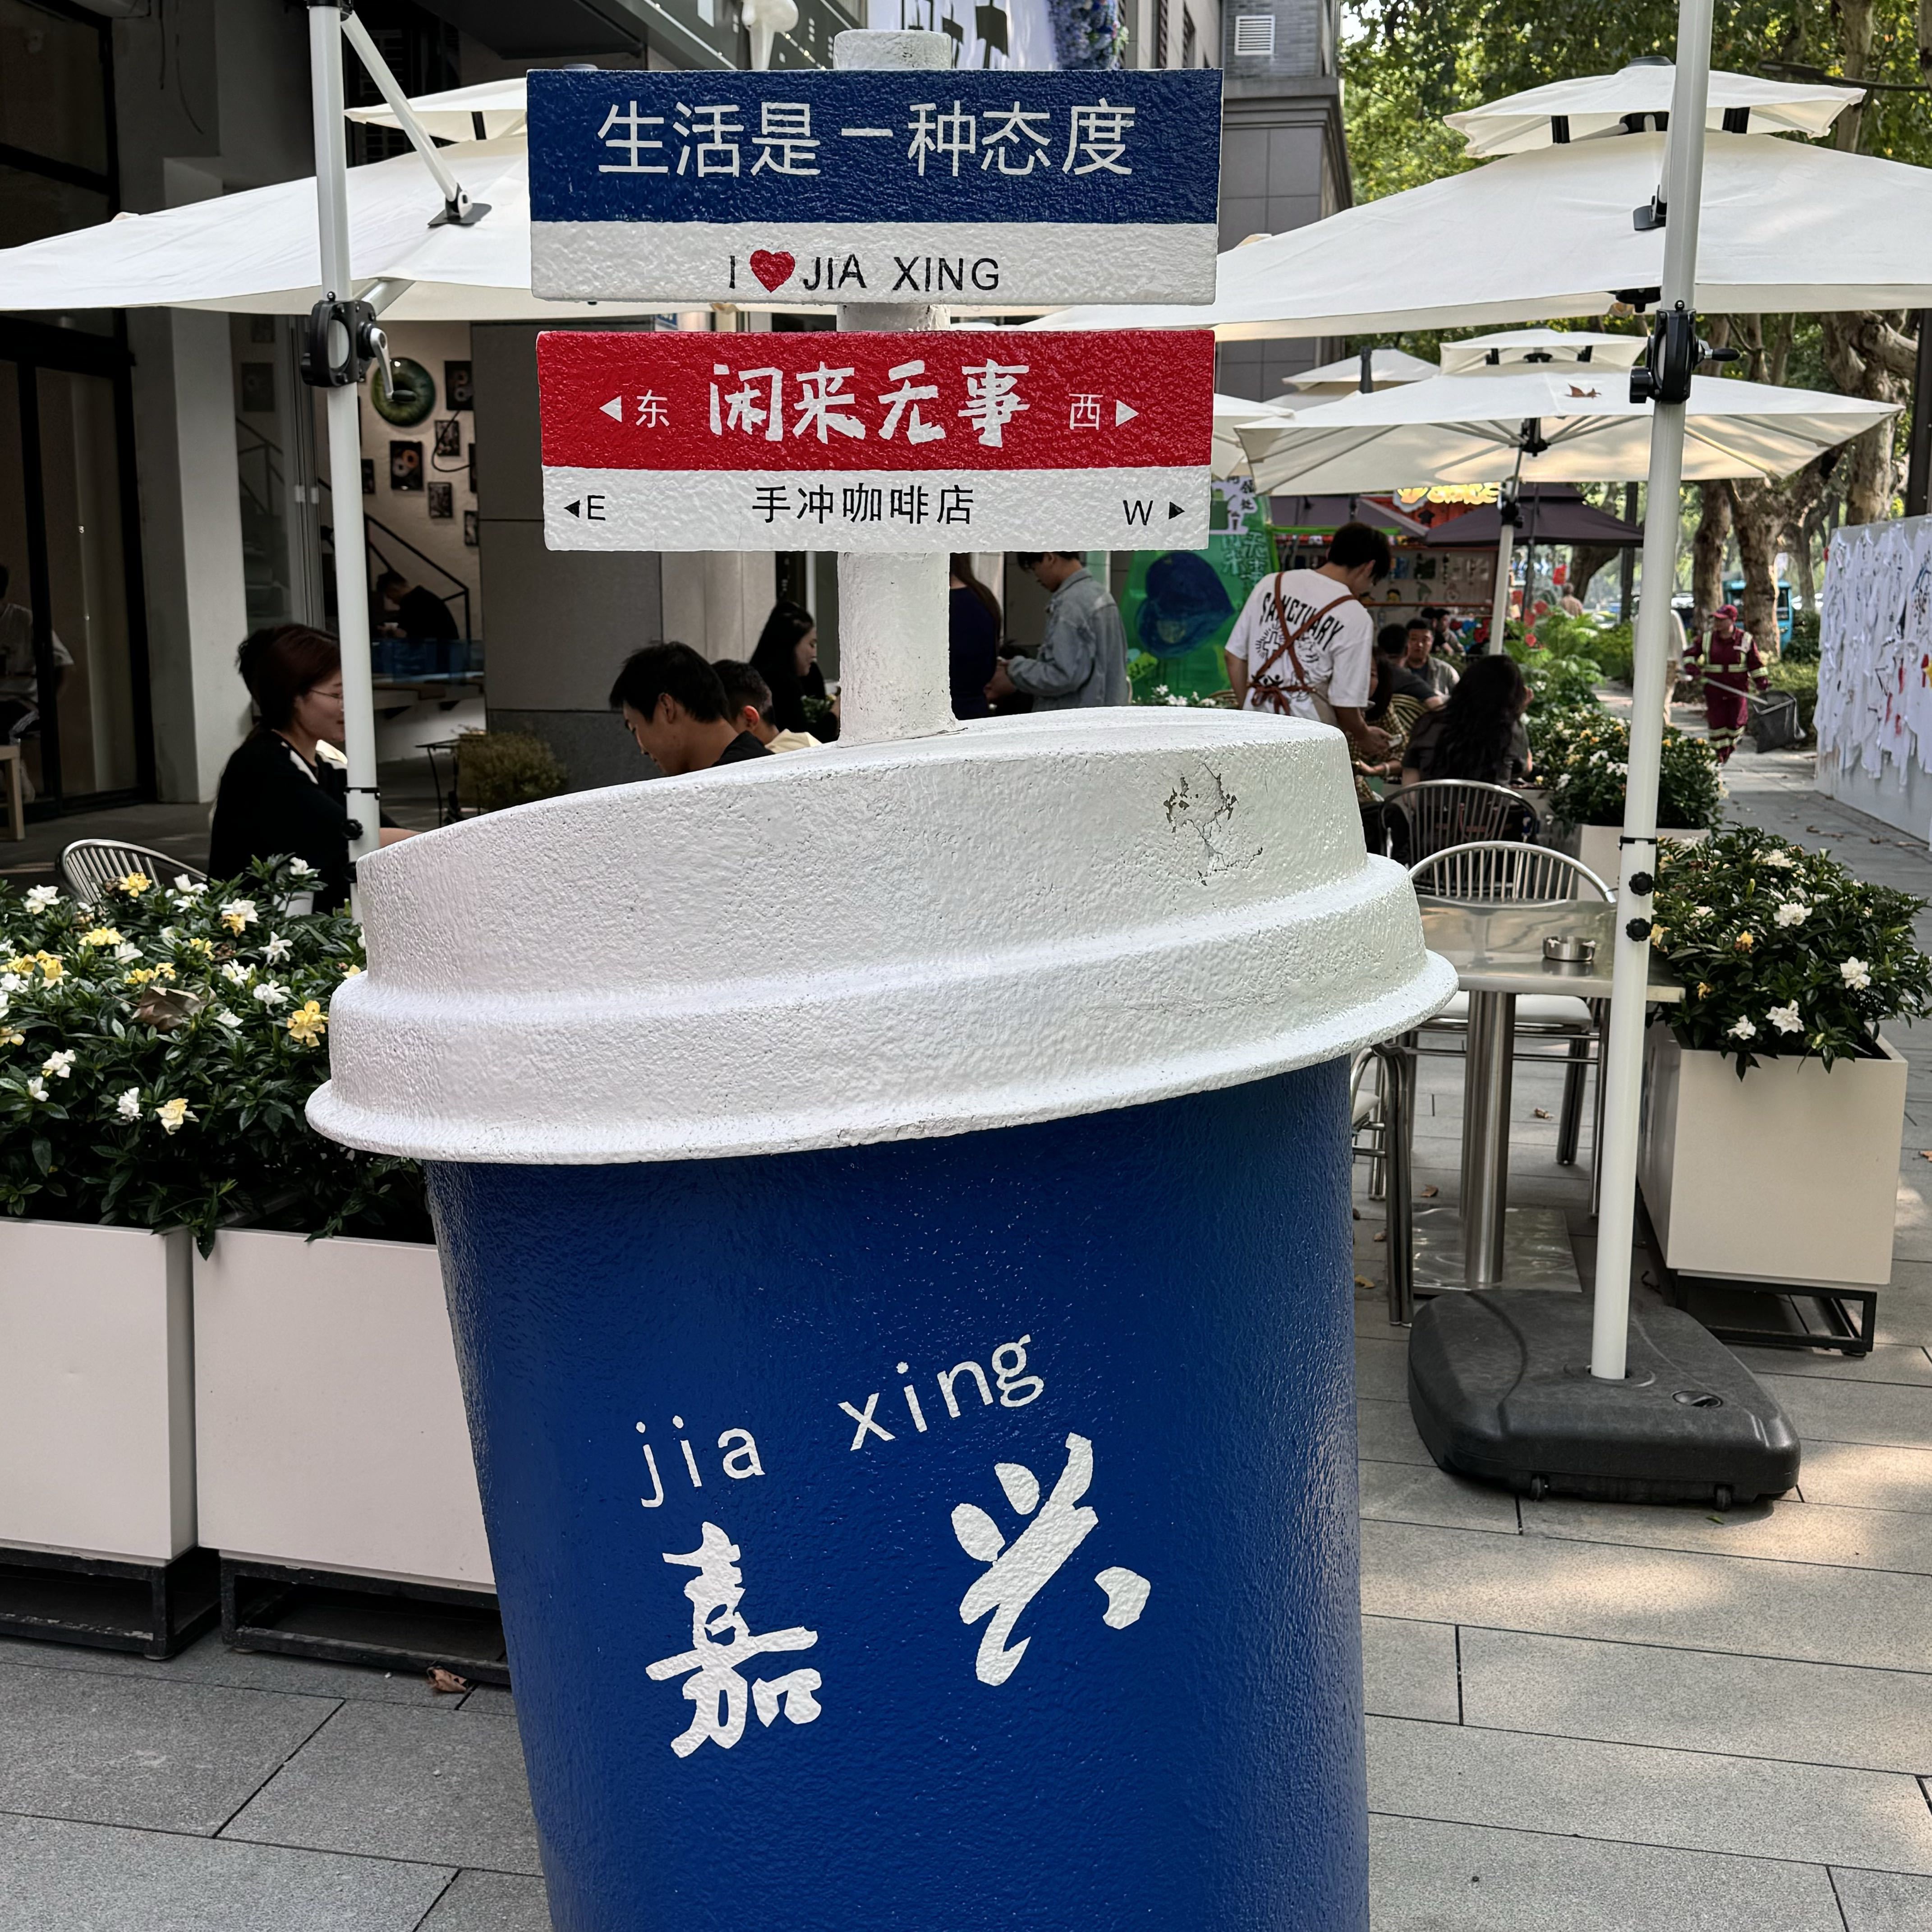 生活是一种态度
I ❤ JIA XING
◀东 闲来无事 西▶
◀E 手冲咖啡店 W▶
SANCTUARY
jia xing
嘉兴